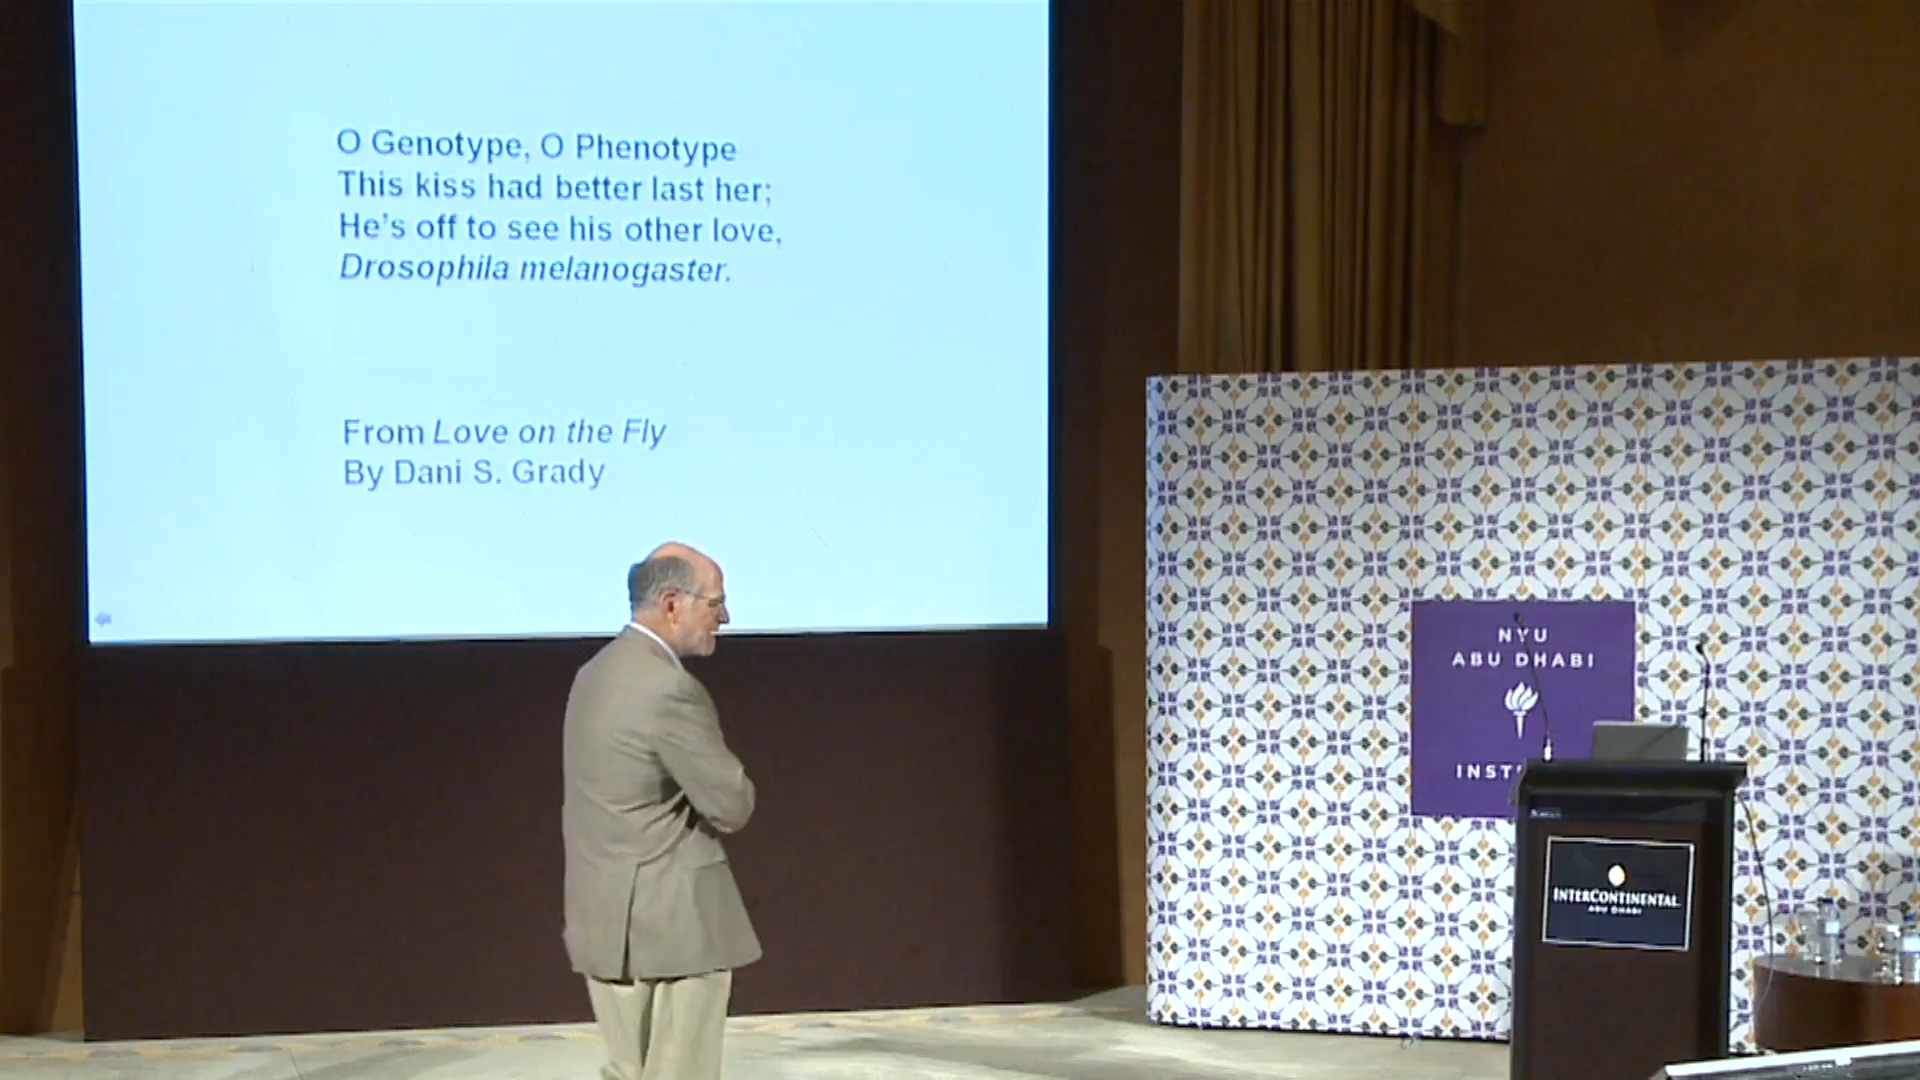 O Genotype, O Phenotype
This kiss had better last her;
He's off to see his other love,
Drosophila melanogaster.
From Love on the Fly
By Dani S. Grady
NYU
ABU DHABI
INTERCONTINENTAL
ABU DHABI